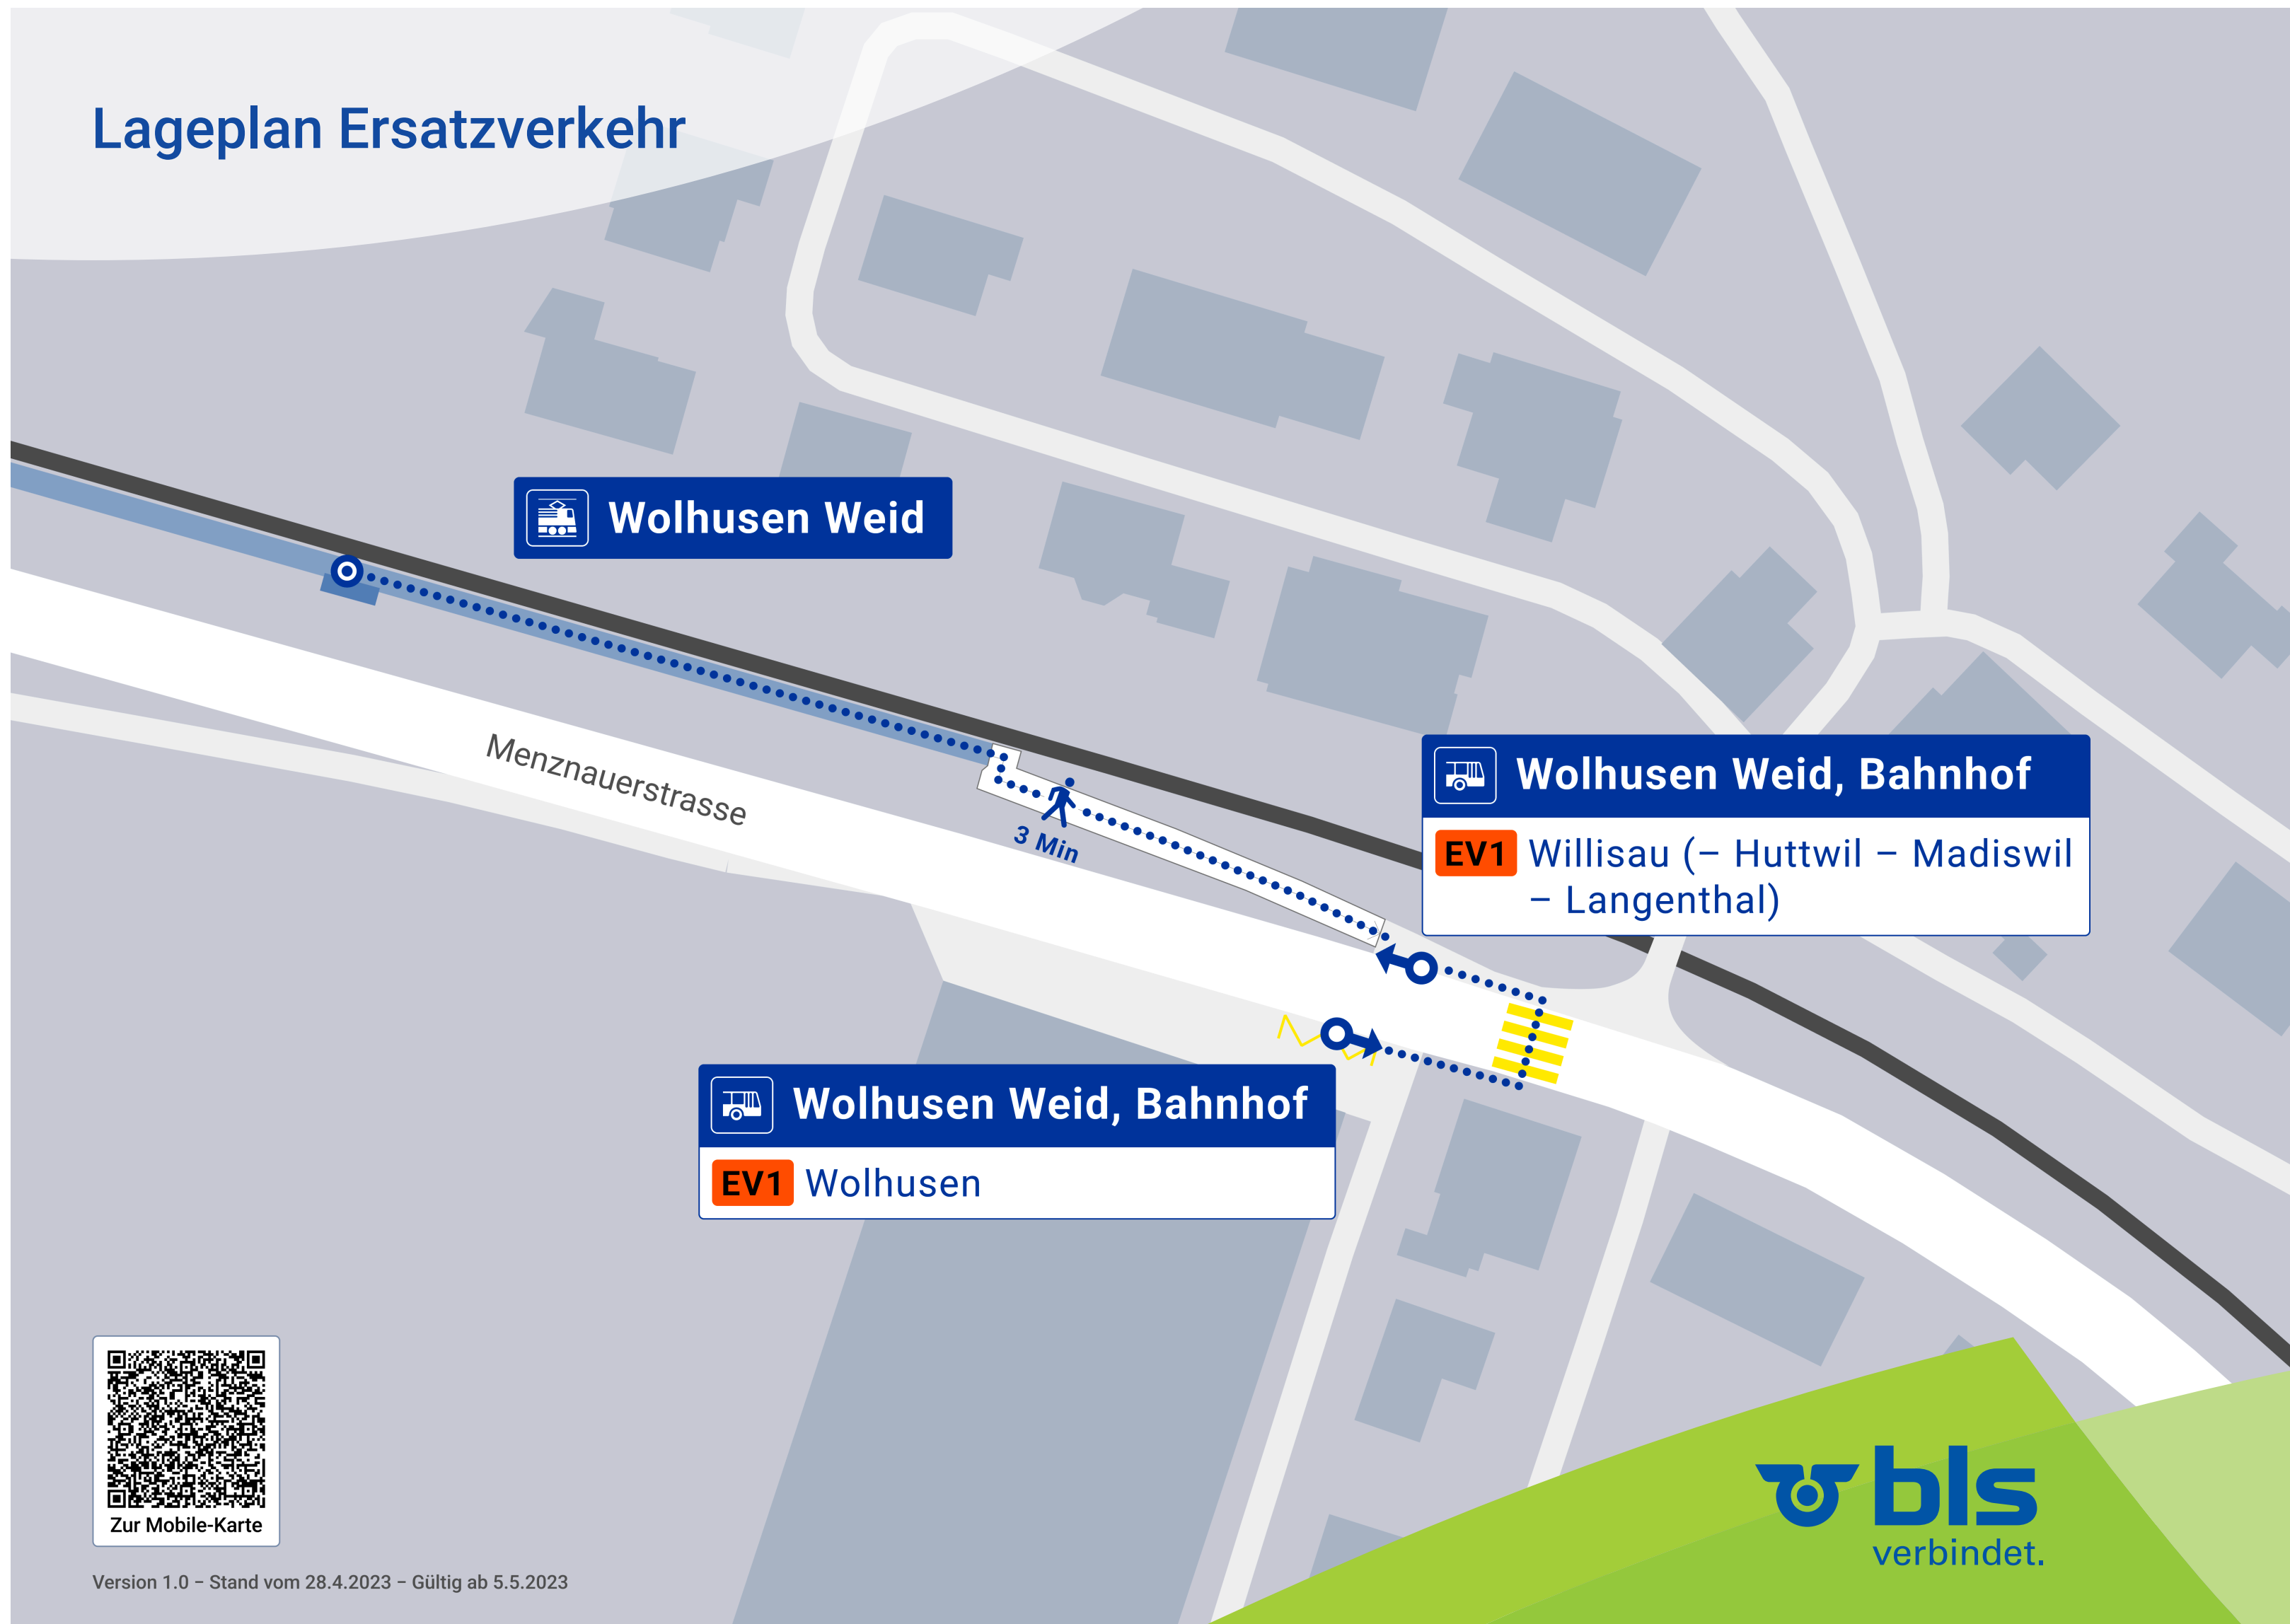 Lageplan Ersatzverkehr
Wolhusen Weid
Menznauerstrasse
3 Min
Wolhusen Weid, Bahnhof
EV1 Willisau (– Huttwil – Madiswil
– Langenthal)
Wolhusen Weid, Bahnhof
EV1 Wolhusen
Zur Mobile-Karte
Version 1.0 – Stand vom 28.4.2023 – Gültig ab 5.5.2023
bls
verbindet.